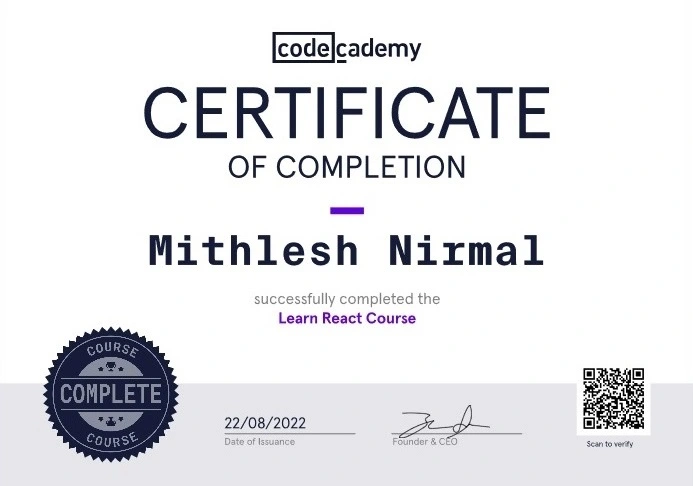 codecademy
CERTIFICATE
OF COMPLETION
Mithlesh Nirmal
successfully completed the
Learn React Course
COURSE
COMPLETE
COURSE
22/08/2022
Date of Issuance
Founder & CEO
Scan to verify